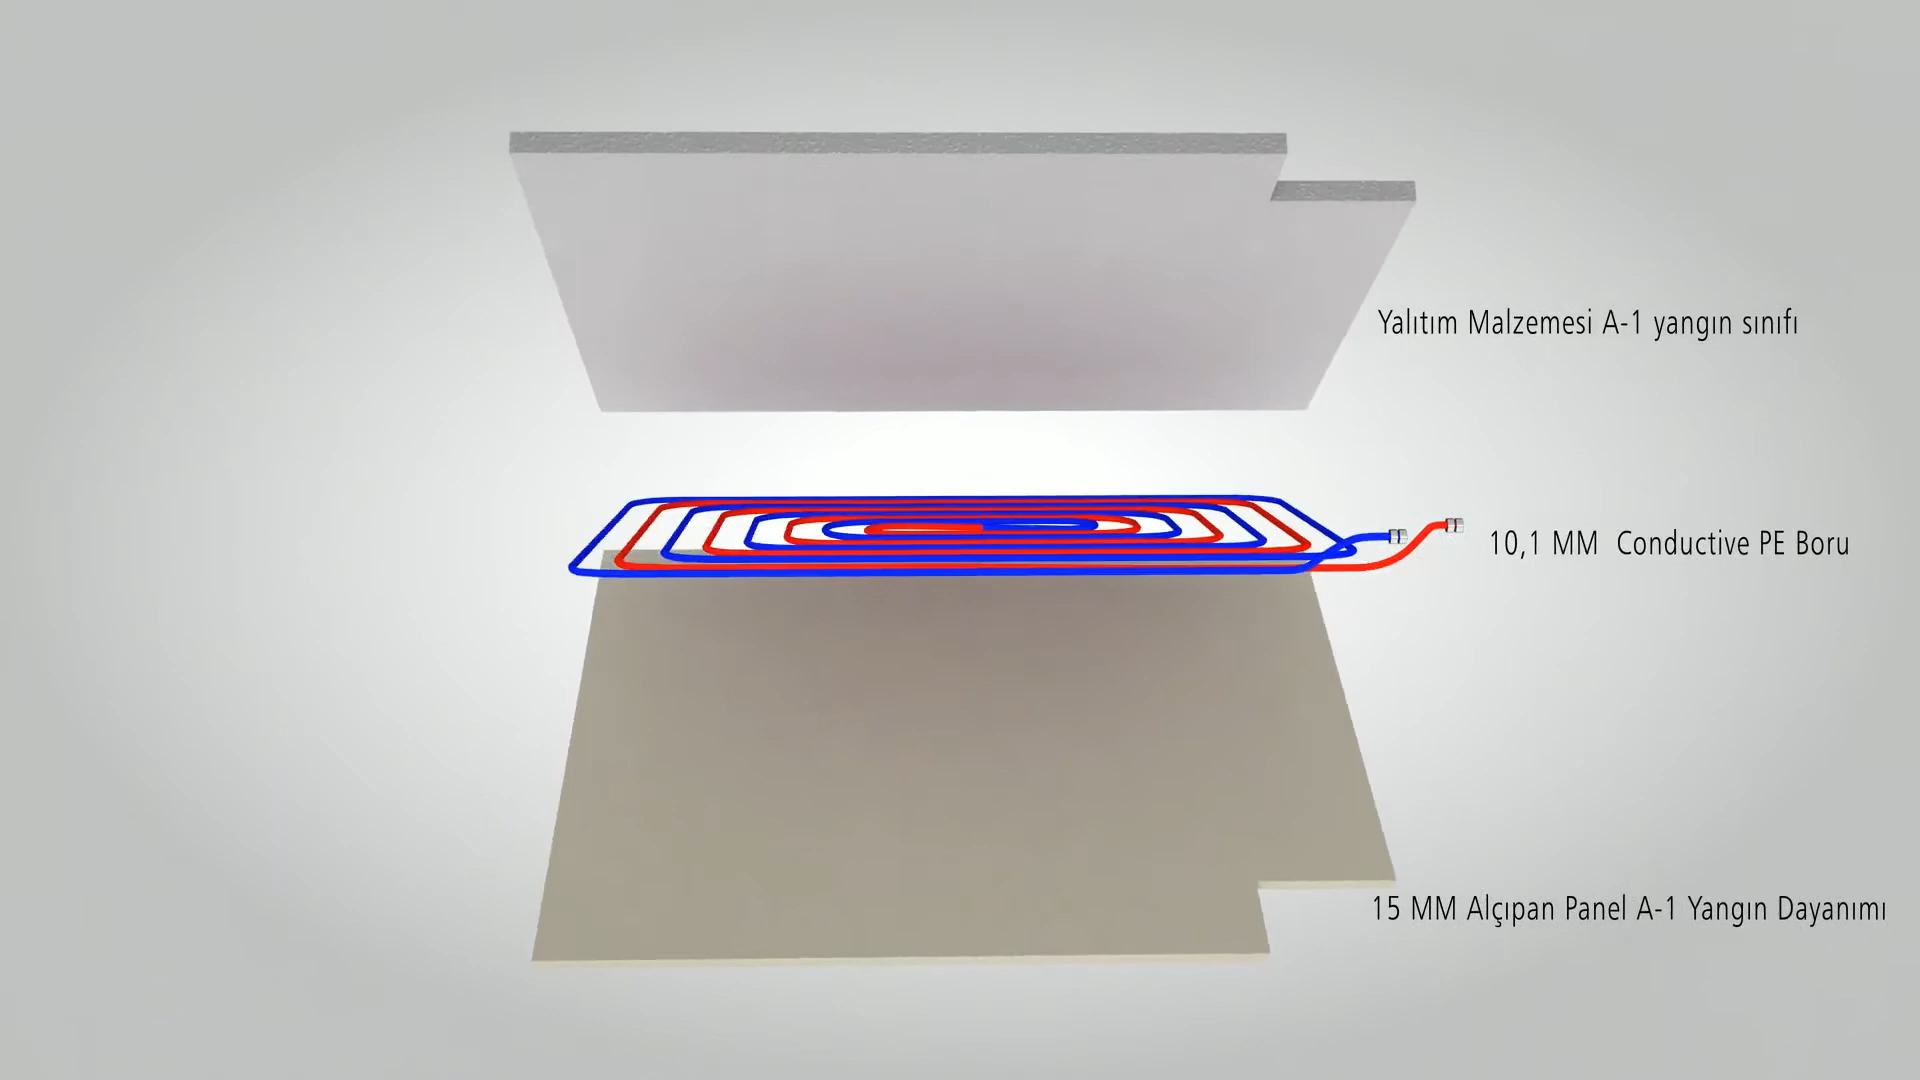 Yalıtım Malzemesi A-1 yangın sınıfı
10,1 MM  Conductive PE Boru
15 MM Alçıpan Panel A-1 Yangın Dayanımı